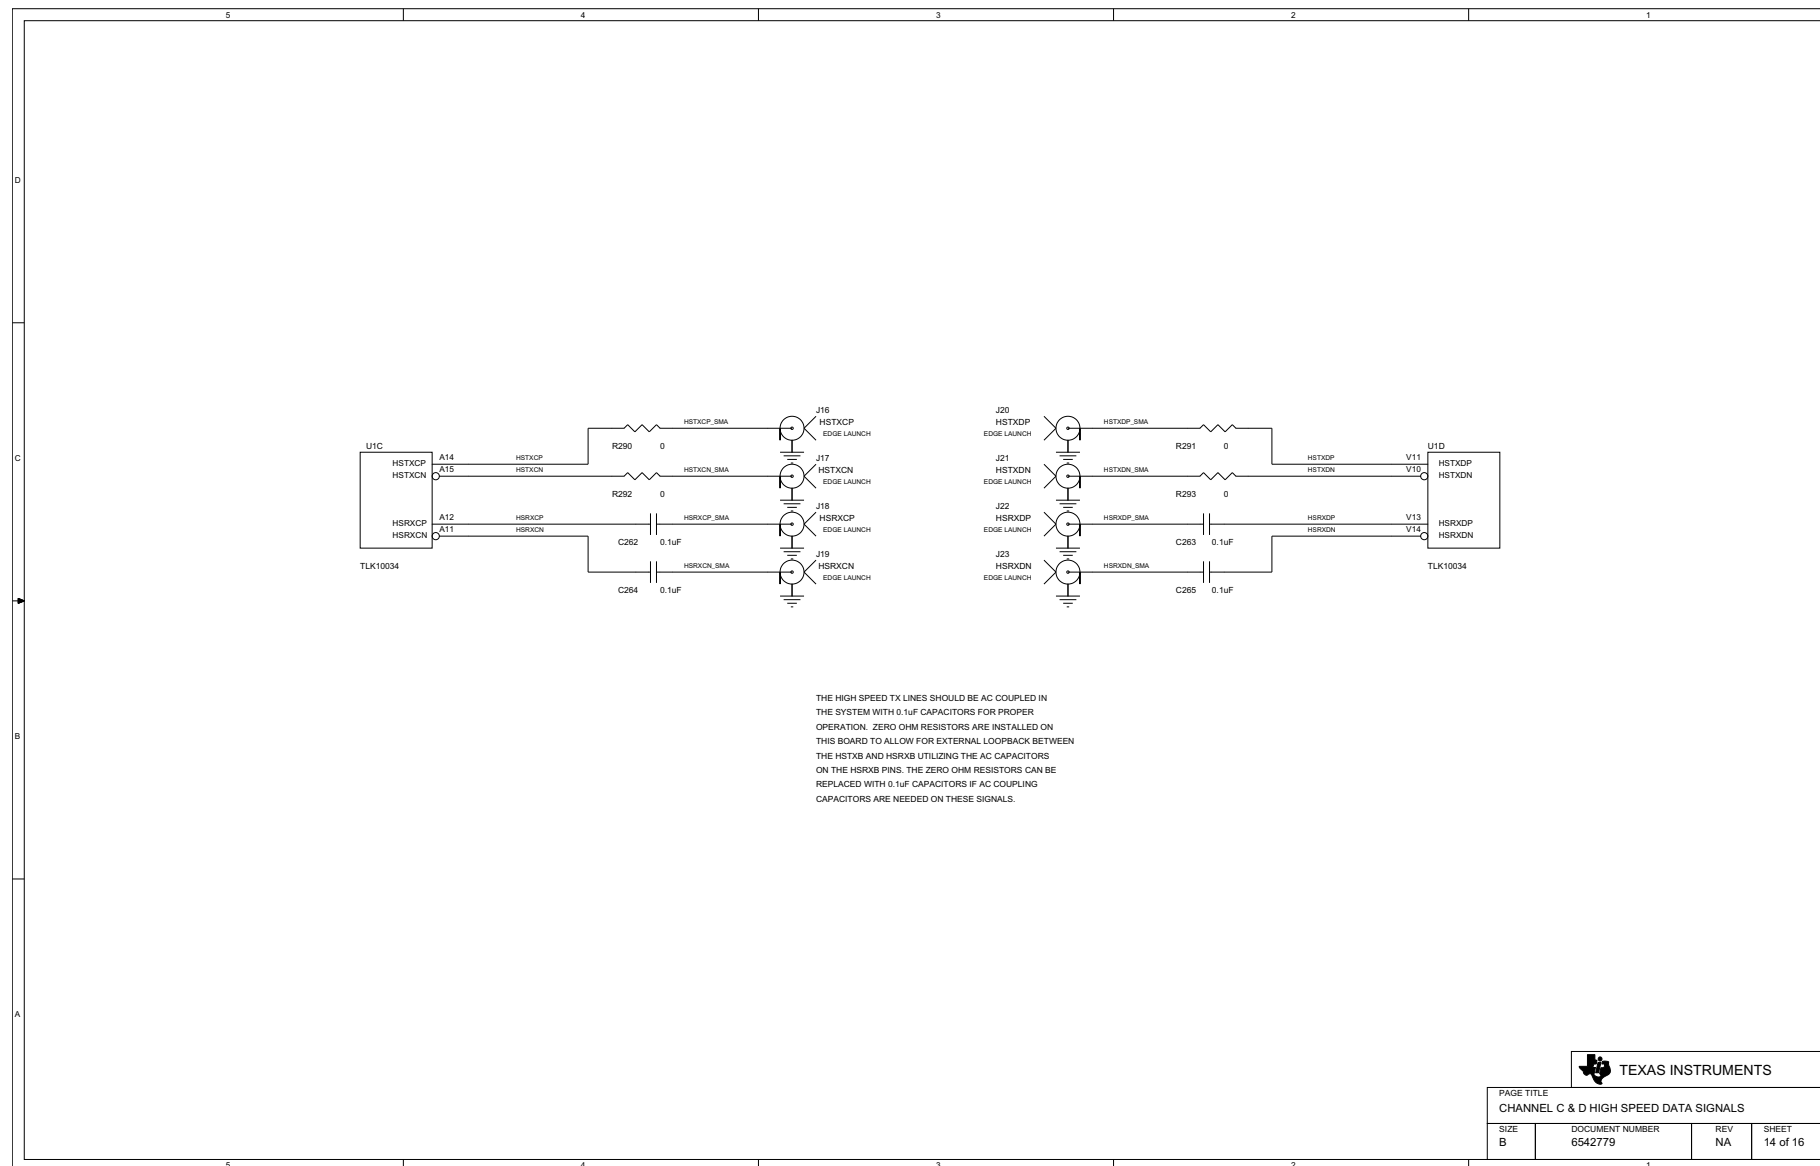 5
4
3
2
1
D
C
B
A
U1C
HSTXCP
HSTXCN
HSRXCP
HSRXCN
TLK10034
A14
A15
A12
A11
HSTXCP
HSTXCN
HSRXCP
HSRXCN
R290 0
R292 0
C262 0.1uF
C264 0.1uF
HSTXCP_SMA
HSTXCN_SMA
HSRXCP_SMA
HSRXCN_SMA
J16
HSTXCP
EDGE LAUNCH
J17
HSTXCN
EDGE LAUNCH
J18
HSRXCP
EDGE LAUNCH
J19
HSRXCN
EDGE LAUNCH
J20
HSTXDP
EDGE LAUNCH
J21
HSTXDN
EDGE LAUNCH
J22
HSRXDP
EDGE LAUNCH
J23
HSRXDN
EDGE LAUNCH
HSTXDP_SMA
HSTXDN_SMA
HSRXDP_SMA
HSRXDN_SMA
R291 0
R293 0
C263 0.1uF
C265 0.1uF
HSTXDP
HSTXDN
HSRXDP
HSRXDN
V11
V10
V13
V14
U1D
HSTXDP
HSTXDN
HSRXDP
HSRXDN
TLK10034
THE HIGH SPEED TX LINES SHOULD BE AC COUPLED IN
THE SYSTEM WITH 0.1uF CAPACITORS FOR PROPER
OPERATION. ZERO OHM RESISTORS ARE INSTALLED ON
THIS BOARD TO ALLOW FOR EXTERNAL LOOPBACK BETWEEN
THE HSTXB AND HSRXB UTILIZING THE AC CAPACITORS
ON THE HSRXB PINS. THE ZERO OHM RESISTORS CAN BE
REPLACED WITH 0.1uF CAPACITORS IF AC COUPLING
CAPACITORS ARE NEEDED ON THESE SIGNALS.
TEXAS INSTRUMENTS
PAGE TITLE
CHANNEL C & D HIGH SPEED DATA SIGNALS
SIZE DOCUMENT NUMBER REV SHEET
B 6542779 NA 14 of 16
5
4
3
2
1